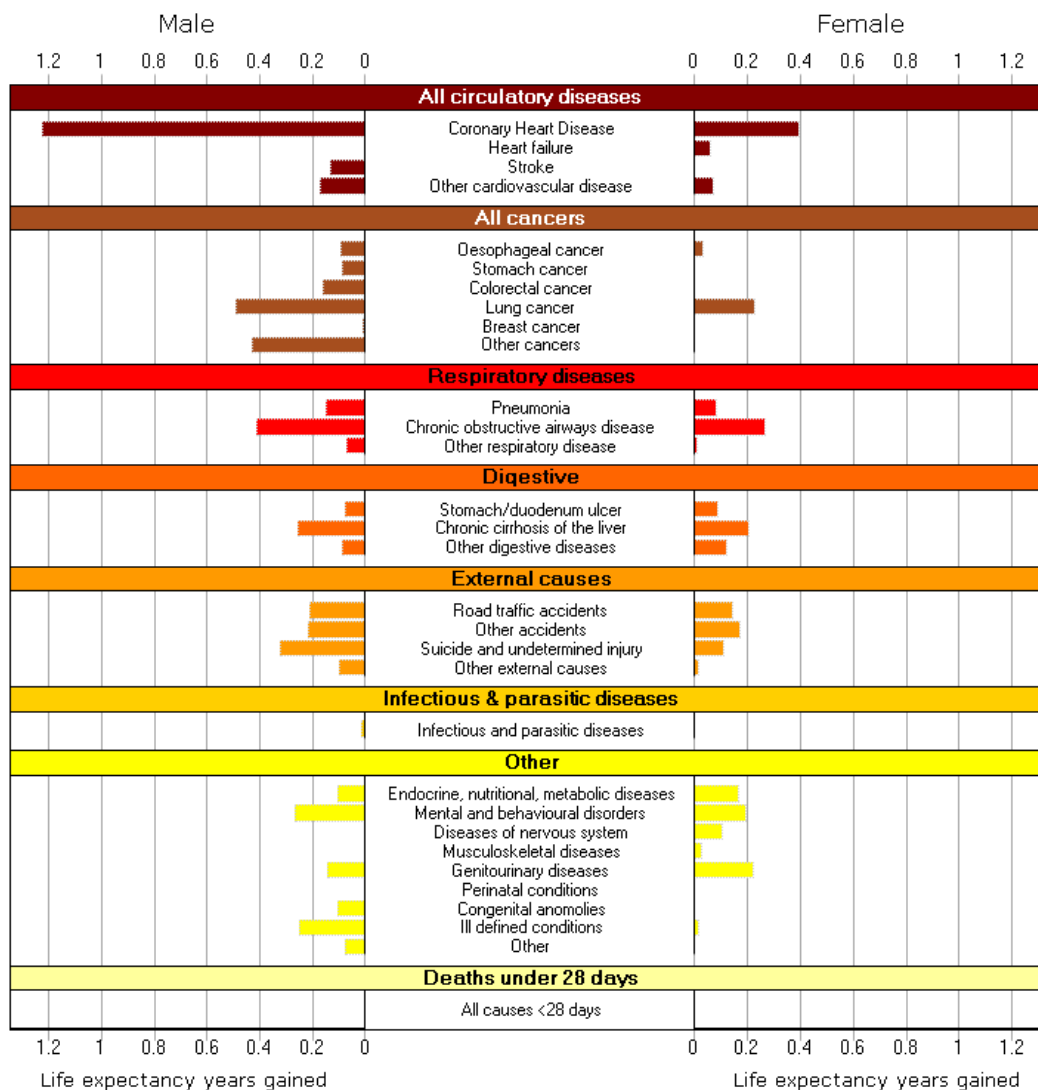 Male Female
1.2 1 0.8 0.6 0.4 0.2 0 0 0.2 0.4 0.6 0.8 1 1.2
All circulatory diseases
Coronary Heart Disease
Heart failure
Stroke
Other cardiovascular disease
All cancers
Oesophageal cancer
Stomach cancer
Colorectal cancer
Lung cancer
Breast cancer
Other cancers
Respiratory diseases
Pneumonia
Chronic obstructive airways disease
Other respiratory disease
Digestive
Stomach/duodenum ulcer
Chronic cirrhosis of the liver
Other digestive diseases
External causes
Road traffic accidents
Other accidents
Suicide and undetermined injury
Other external causes
Infectious & parasitic diseases
Infectious and parasitic diseases
Other
Endocrine, nutritional, metabolic diseases
Mental and behavioural disorders
Diseases of nervous system
Musculoskeletal diseases
Genitourinary diseases
Perinatal conditions
Congenital anomolies
Ill defined conditions
Other
Deaths under 28 days
All causes <28 days
1.2 1 0.8 0.6 0.4 0.2 0 0 0.2 0.4 0.6 0.8 1 1.2
Life expectancy years gained Life expectancy years gained